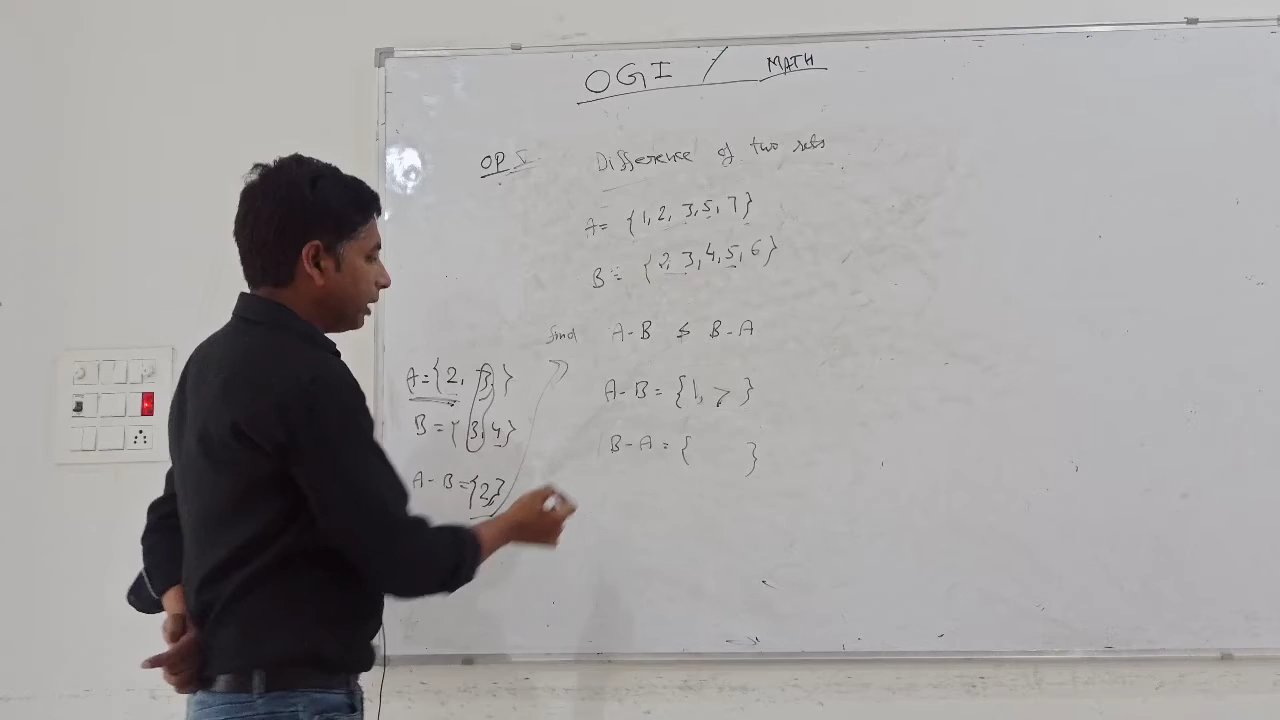 OGI / MATH
OP 5 Difference of two sets
A = {1, 2, 3, 5, 7}
B = {2, 3, 4, 5, 6}
find A - B & B - A
A - B = {1, 7}
B - A = { }
A = {2, 3}
B = {3, 4}
A - B = {2}